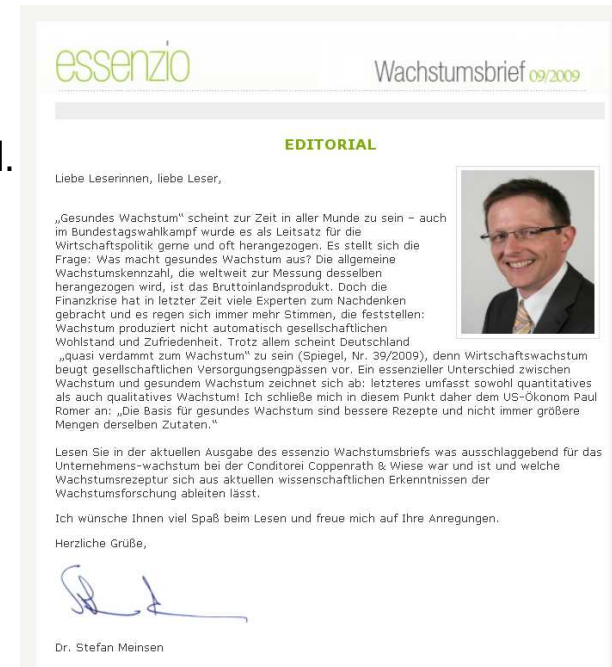 essenzio
Wachstumsbrief 09/2009
EDITORIAL
Liebe Leserinnen, liebe Leser,
„Gesundes Wachstum“ scheint zur Zeit in aller Munde zu sein – auch
im Bundestagswahlkampf wurde es als Leitsatz für die
Wirtschaftspolitik gerne und oft herangezogen. Es stellt sich die
Frage: Was macht gesundes Wachstum aus? Die allgemeine
Wachstumskennzahl, die weltweit zur Messung desselben
herangezogen wird, ist das Bruttoinlandsprodukt. Doch die
Finanzkrise hat in letzter Zeit viele Experten zum Nachdenken
gebracht und es regen sich immer mehr Stimmen, die feststellen:
Wachstum produziert nicht automatisch gesellschaftlichen
Wohlstand und Zufriedenheit. Trotz allem scheint Deutschland
„quasi verdammt zum Wachstum“ zu sein (Spiegel, Nr. 39/2009), denn Wirtschaftswachstum
beugt gesellschaftlichen Versorgungsengpässen vor. Ein essenzieller Unterschied zwischen
Wachstum und gesundem Wachstum zeichnet sich ab: letzteres umfasst sowohl quantitatives
als auch qualitatives Wachstum! Ich schließe mich in diesem Punkt daher dem US-Ökonom Paul
Romer an: „Die Basis für gesundes Wachstum sind bessere Rezepte und nicht immer größere
Mengen derselben Zutaten.“
Lesen Sie in der aktuellen Ausgabe des essenzio Wachstumsbriefs was ausschlaggebend für das
Unternehmens-wachstum bei der Conditorei Coppenrath & Wiese war und ist und welche
Wachstumsrezeptur sich aus aktuellen wissenschaftlichen Erkenntnissen der
Wachstumsforschung ableiten lässt.
Ich wünsche Ihnen viel Spaß beim Lesen und freue mich auf Ihre Anregungen.
Herzliche Grüße,
Dr. Stefan Meinsen